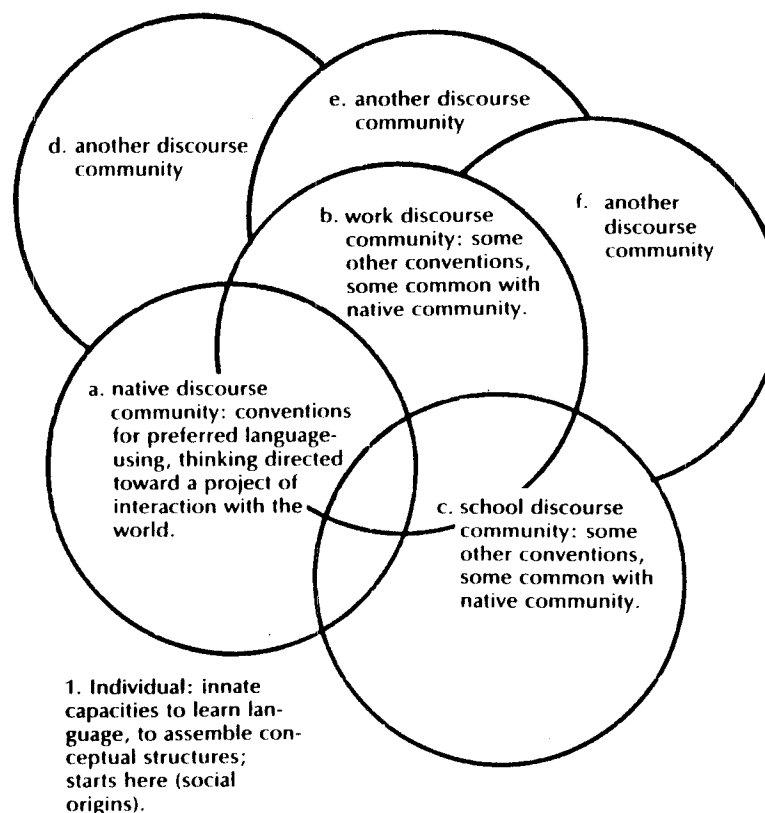 e. another discourse
community
d. another discourse
community
f. another
discourse
community
b. work discourse
community: some
other conventions,
some common with
native community.
a. native discourse
community: conventions
for preferred language-
using, thinking directed
toward a project of
interaction with the
world.
c. school discourse
community: some
other conventions,
some common with
native community.
1. Individual: innate
capacities to learn lan-
guage, to assemble con-
ceptual structures;
starts here (social
origins).